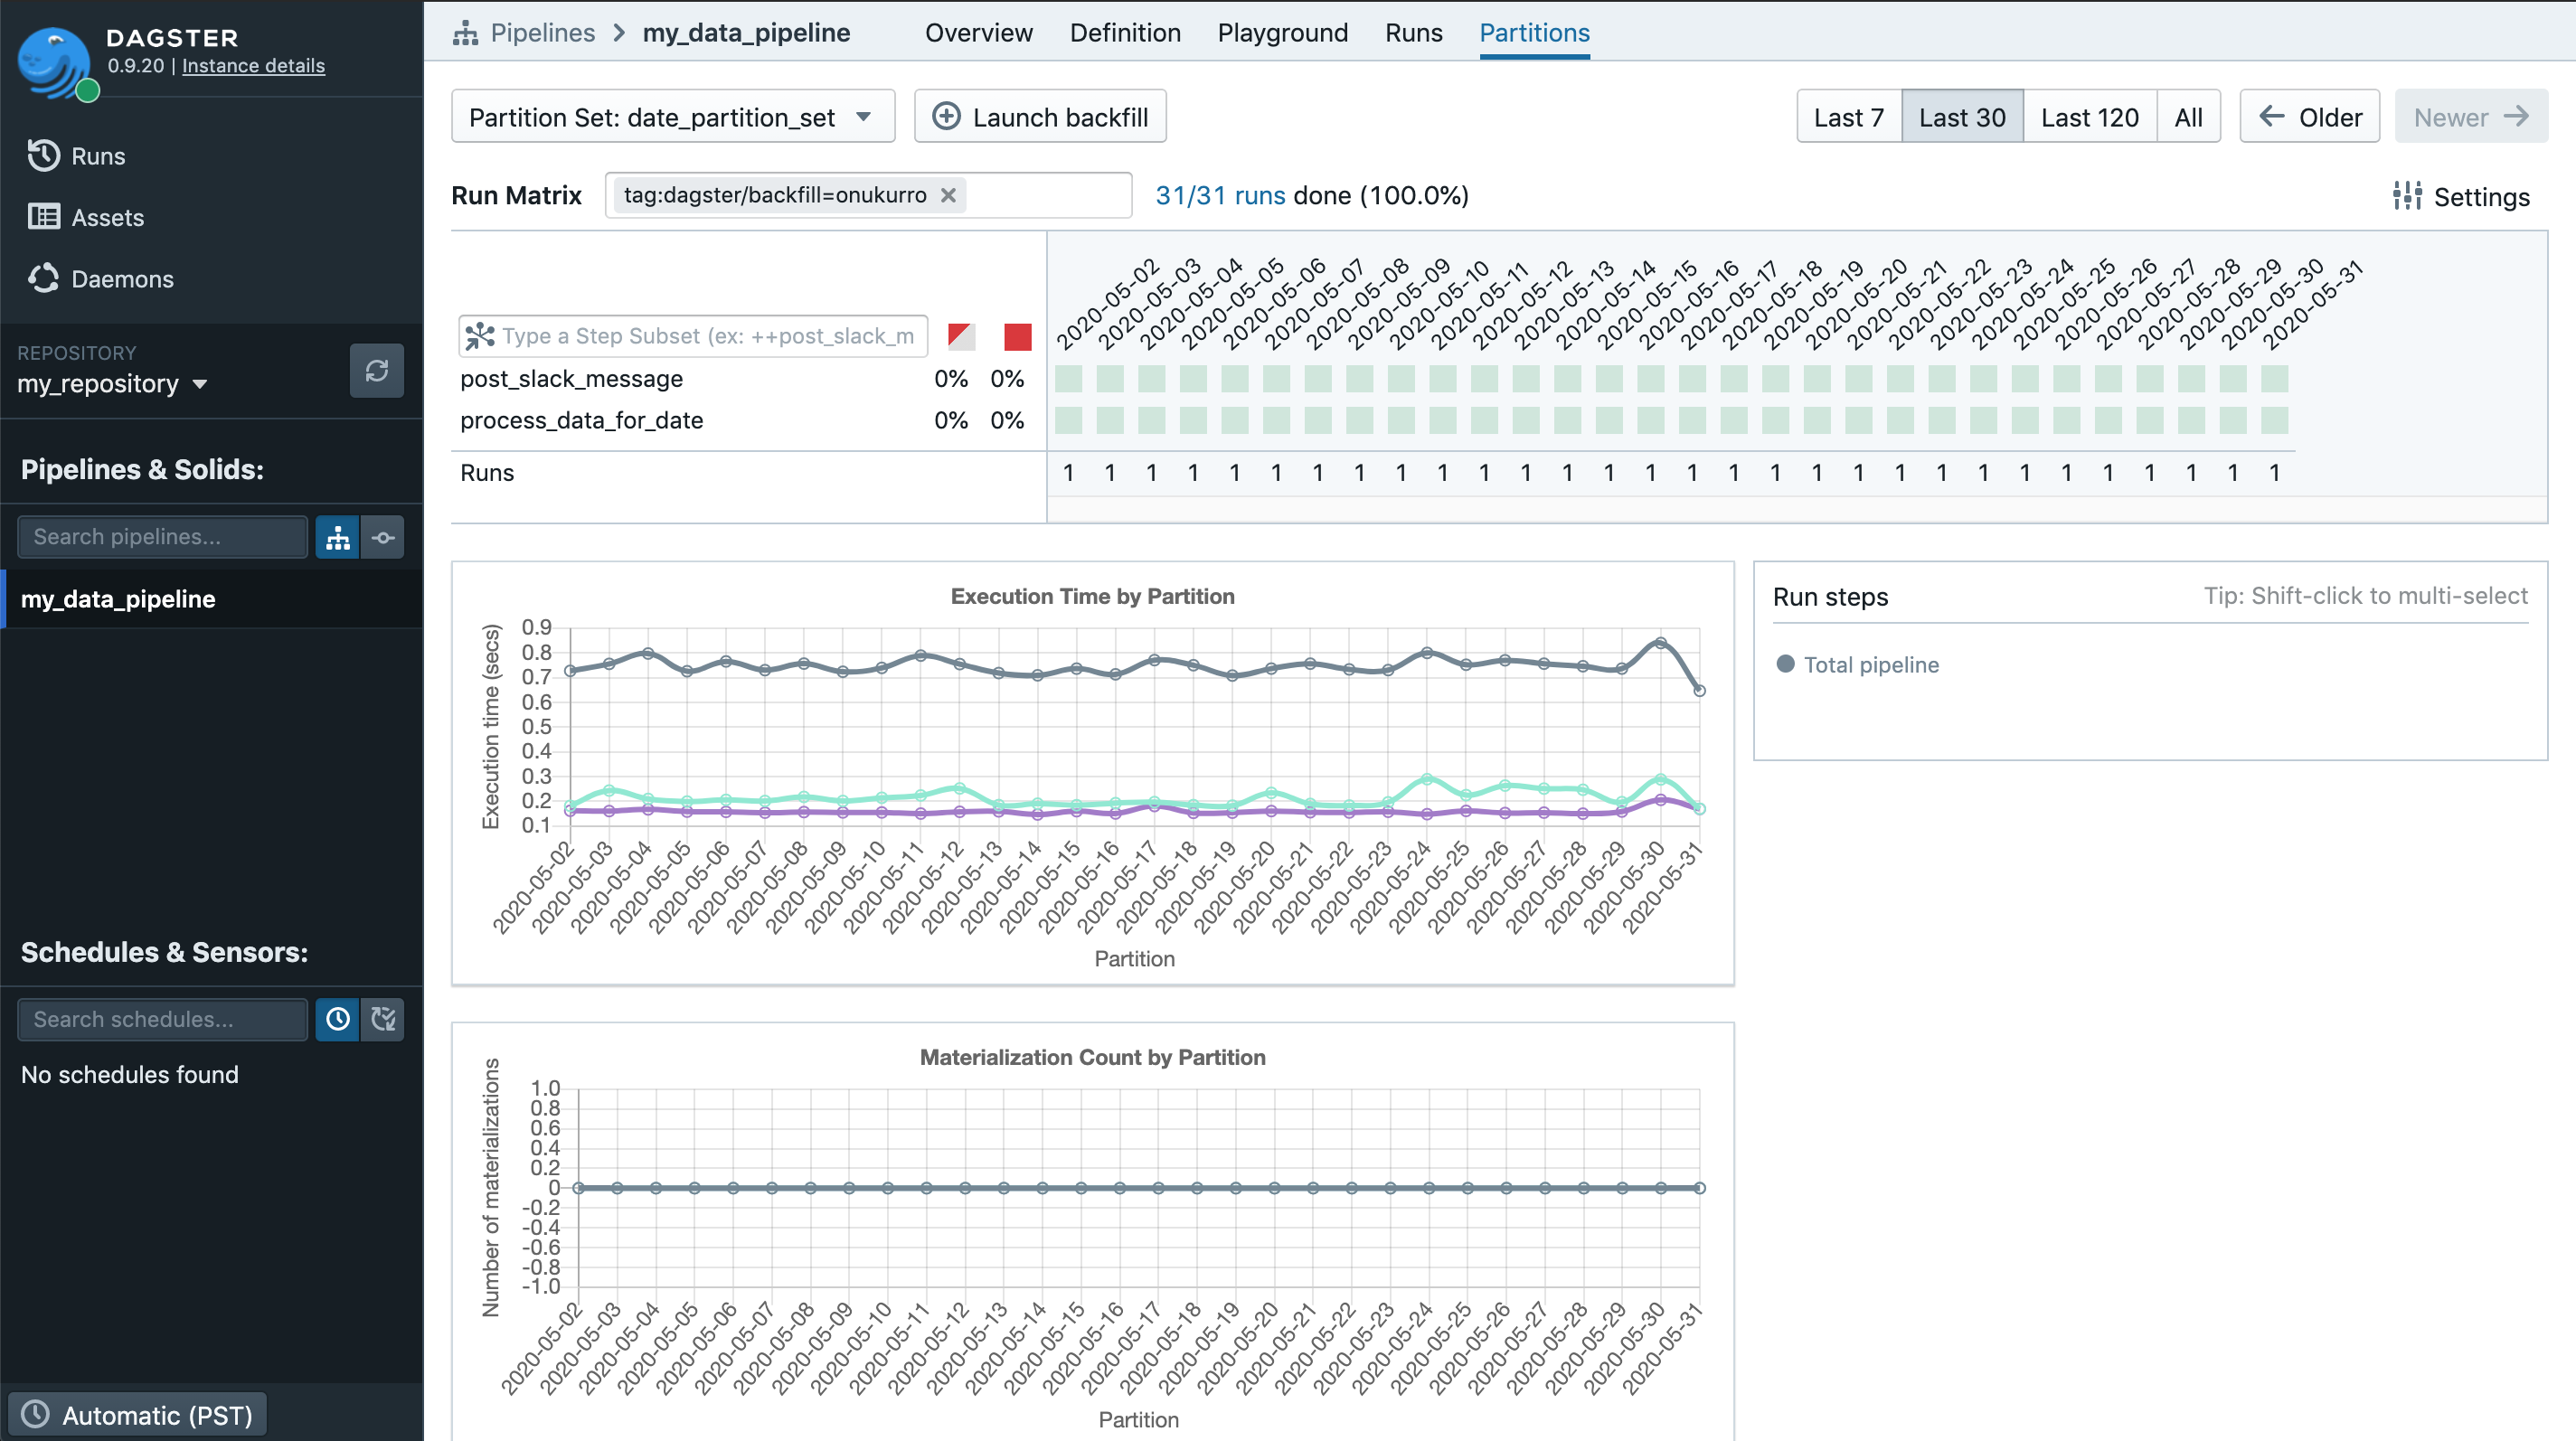 DAGSTER
0.9.20 | Instance details
Runs
Assets
Daemons
REPOSITORY
my_repository
Pipelines & Solids:
Search pipelines...
my_data_pipeline
Schedules & Sensors:
Search schedules...
No schedules found
Automatic (PST)
Pipelines > my_data_pipeline Overview Definition Playground Runs Partitions
Partition Set: date_partition_set Launch backfill Last 7 Last 30 Last 120 All Older Newer
Run Matrix tag:dagster/backfill=onukurro 31/31 runs done (100.0%) Settings
2020-05-02 2020-05-03 2020-05-04 2020-05-05 2020-05-06 2020-05-07 2020-05-08 2020-05-09 2020-05-10 2020-05-11 2020-05-12 2020-05-13 2020-05-14 2020-05-15 2020-05-16 2020-05-17 2020-05-18 2020-05-19 2020-05-20 2020-05-21 2020-05-22 2020-05-23 2020-05-24 2020-05-25 2020-05-26 2020-05-27 2020-05-28 2020-05-29 2020-05-30 2020-05-31
Type a Step Subset (ex: ++post_slack_m
post_slack_message 0% 0%
process_data_for_date 0% 0%
Runs 1 1 1 1 1 1 1 1 1 1 1 1 1 1 1 1 1 1 1 1 1 1 1 1 1 1 1 1 1 1
Execution Time by Partition
Execution time (secs)
0.9
0.8
0.7
0.6
0.5
0.4
0.3
0.2
0.1
2020-05-02 2020-05-03 2020-05-04 2020-05-05 2020-05-06 2020-05-07 2020-05-08 2020-05-09 2020-05-10 2020-05-11 2020-05-12 2020-05-13 2020-05-14 2020-05-15 2020-05-16 2020-05-17 2020-05-18 2020-05-19 2020-05-20 2020-05-21 2020-05-22 2020-05-23 2020-05-24 2020-05-25 2020-05-26 2020-05-27 2020-05-28 2020-05-29 2020-05-30 2020-05-31
Partition
Run steps Tip: Shift-click to multi-select
Total pipeline
Materialization Count by Partition
Number of materializations
1.0
0.8
0.6
0.4
0.2
0
-0.2
-0.4
-0.6
-0.8
-1.0
2020-05-02 2020-05-03 2020-05-04 2020-05-05 2020-05-06 2020-05-07 2020-05-08 2020-05-09 2020-05-10 2020-05-11 2020-05-12 2020-05-13 2020-05-14 2020-05-15 2020-05-16 2020-05-17 2020-05-18 2020-05-19 2020-05-20 2020-05-21 2020-05-22 2020-05-23 2020-05-24 2020-05-25 2020-05-26 2020-05-27 2020-05-28 2020-05-29 2020-05-30 2020-05-31
Partition